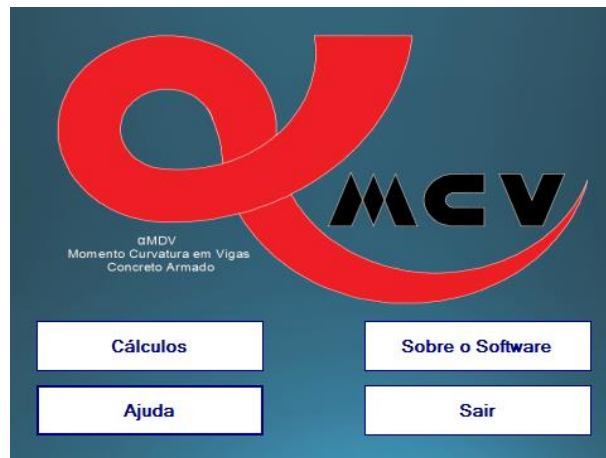 α
MCV
αMDV
Momento Curvatura em Vigas
Concreto Armado
Cálculos
Sobre o Software
Ajuda
Sair